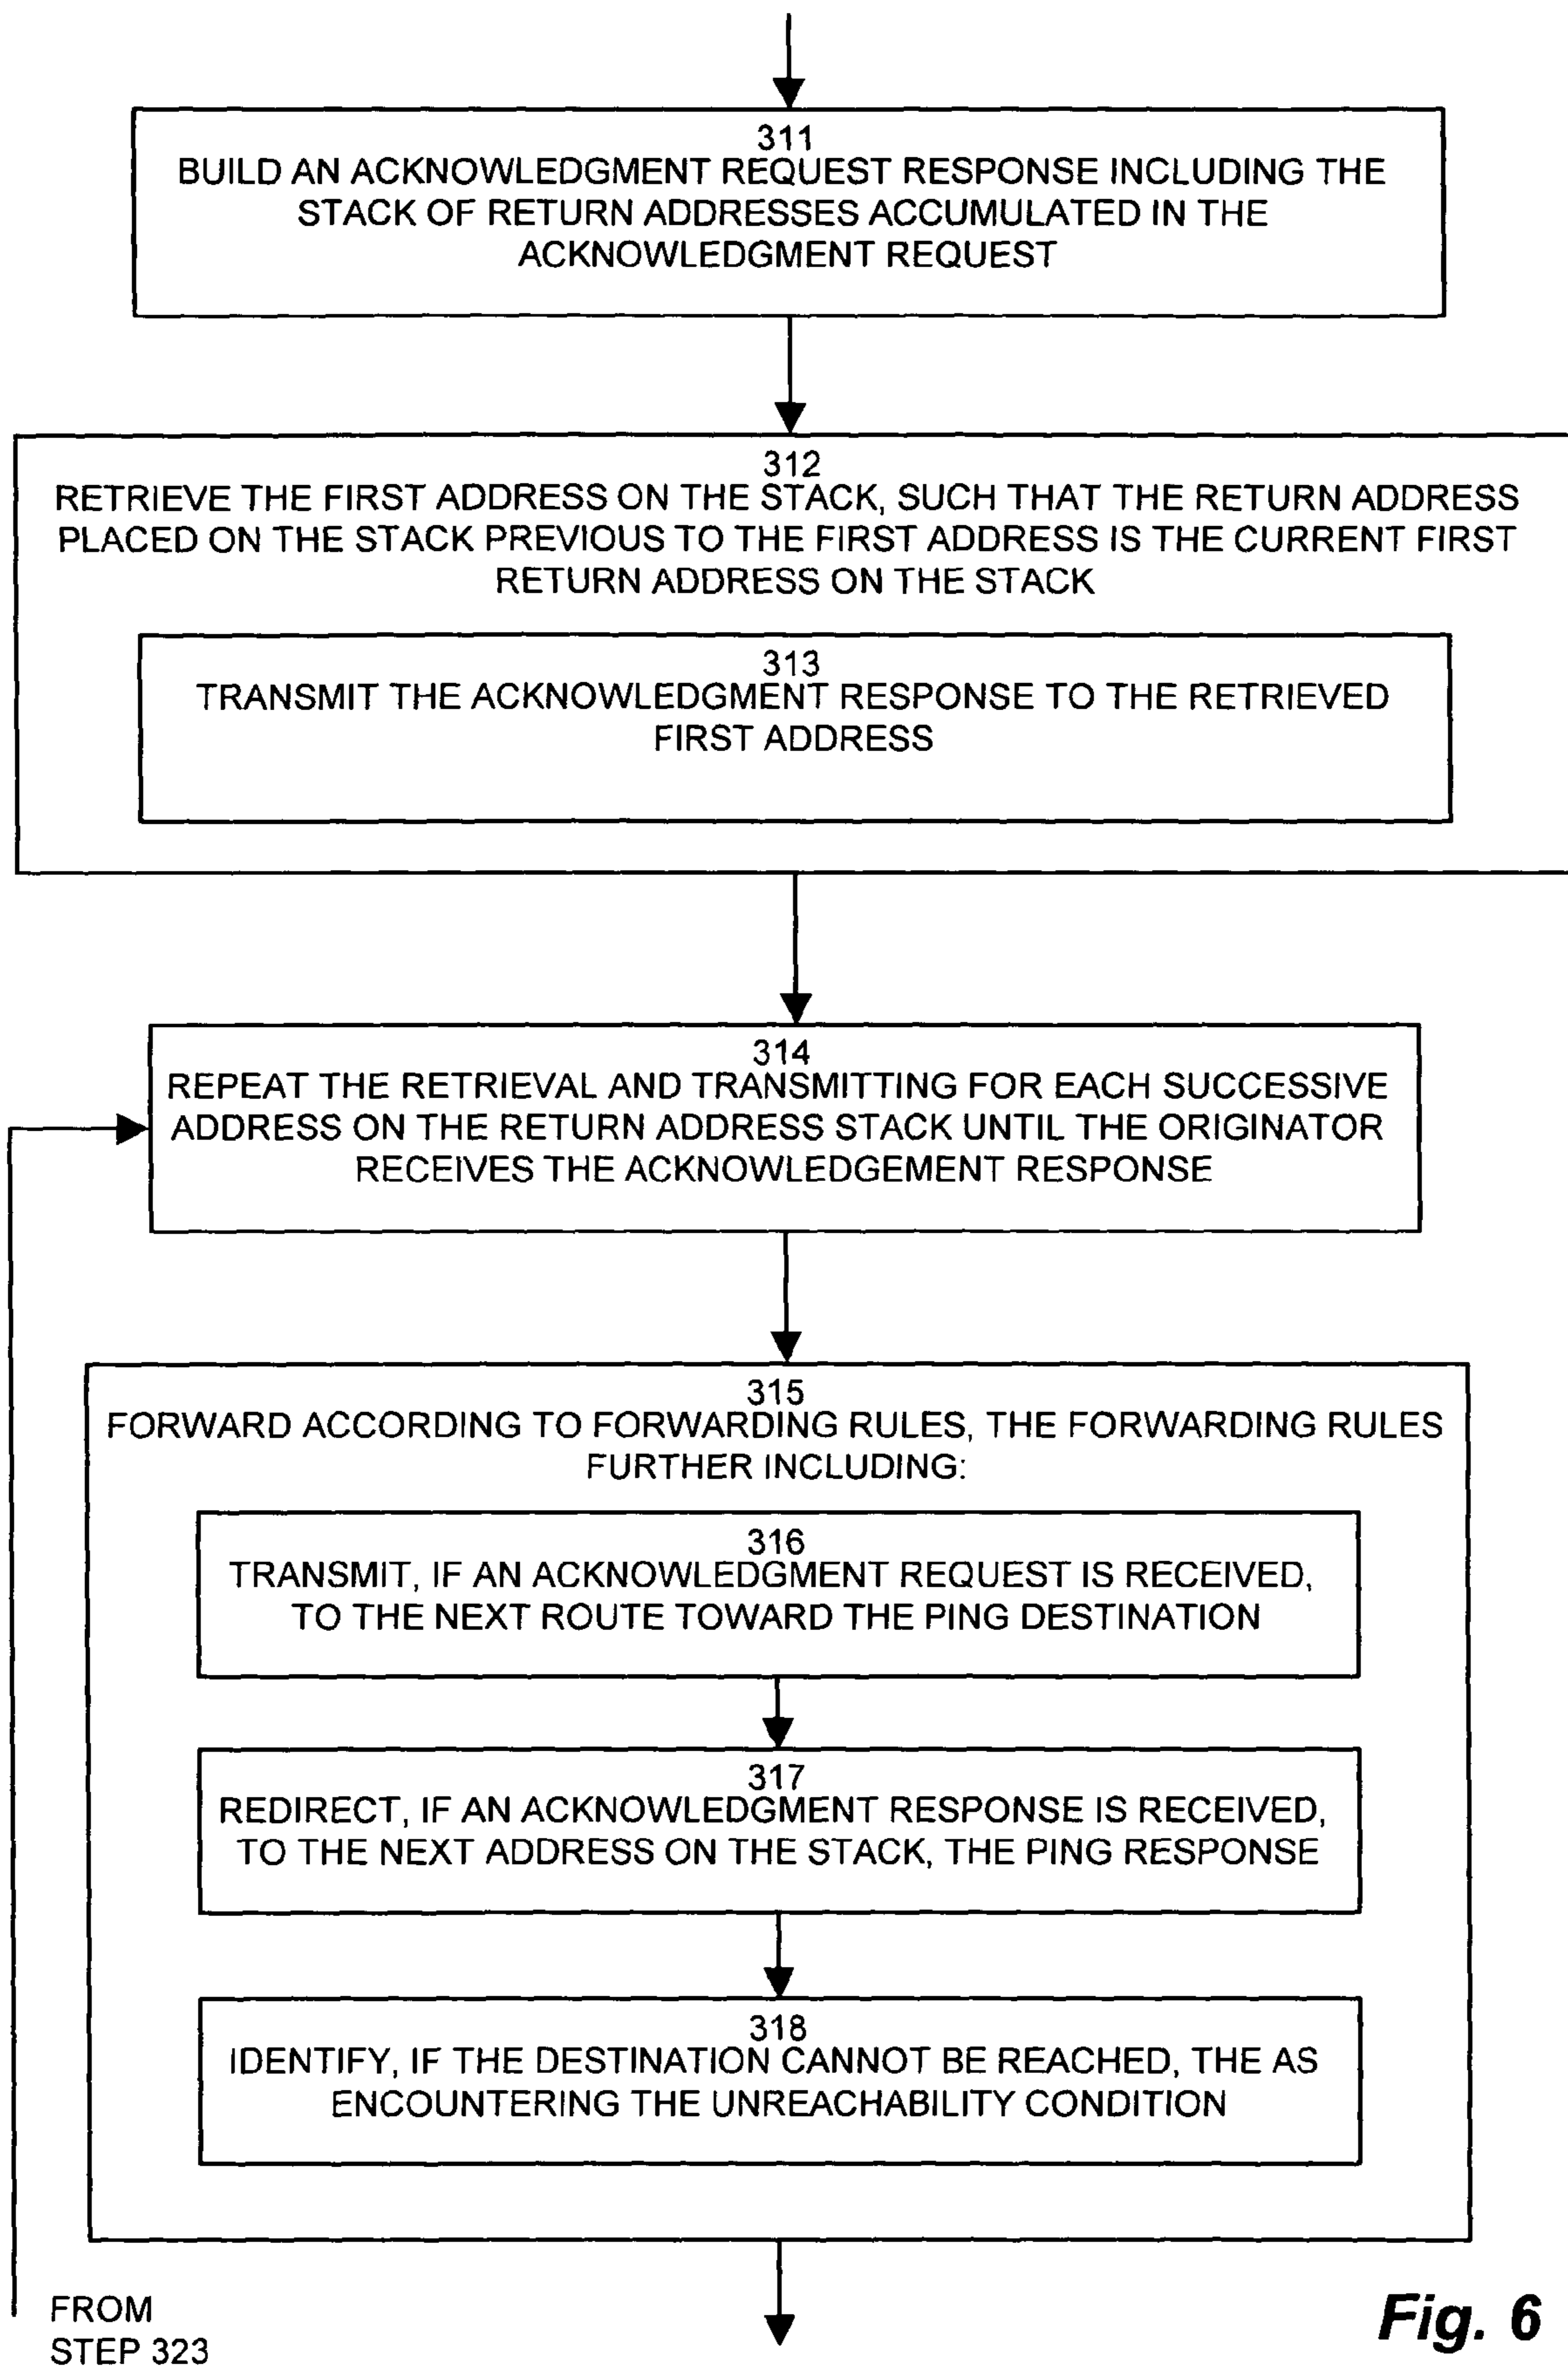 311
BUILD AN ACKNOWLEDGMENT REQUEST RESPONSE INCLUDING THE
STACK OF RETURN ADDRESSES ACCUMULATED IN THE
ACKNOWLEDGMENT REQUEST
312
RETRIEVE THE FIRST ADDRESS ON THE STACK, SUCH THAT THE RETURN ADDRESS
PLACED ON THE STACK PREVIOUS TO THE FIRST ADDRESS IS THE CURRENT FIRST
RETURN ADDRESS ON THE STACK
313
TRANSMIT THE ACKNOWLEDGMENT RESPONSE TO THE RETRIEVED
FIRST ADDRESS
314
REPEAT THE RETRIEVAL AND TRANSMITTING FOR EACH SUCCESSIVE
ADDRESS ON THE RETURN ADDRESS STACK UNTIL THE ORIGINATOR
RECEIVES THE ACKNOWLEDGEMENT RESPONSE
315
FORWARD ACCORDING TO FORWARDING RULES, THE FORWARDING RULES
FURTHER INCLUDING:
316
TRANSMIT, IF AN ACKNOWLEDGMENT REQUEST IS RECEIVED,
TO THE NEXT ROUTE TOWARD THE PING DESTINATION
317
REDIRECT, IF AN ACKNOWLEDGMENT RESPONSE IS RECEIVED,
TO THE NEXT ADDRESS ON THE STACK, THE PING RESPONSE
318
IDENTIFY, IF THE DESTINATION CANNOT BE REACHED, THE AS
ENCOUNTERING THE UNREACHABILITY CONDITION
FROM
STEP 323
Fig. 6